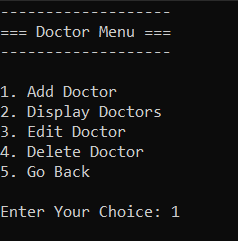 -------------------
=== Doctor Menu ===
-------------------
1. Add Doctor
2. Display Doctors
3. Edit Doctor
4. Delete Doctor
5. Go Back
Enter Your Choice: 1